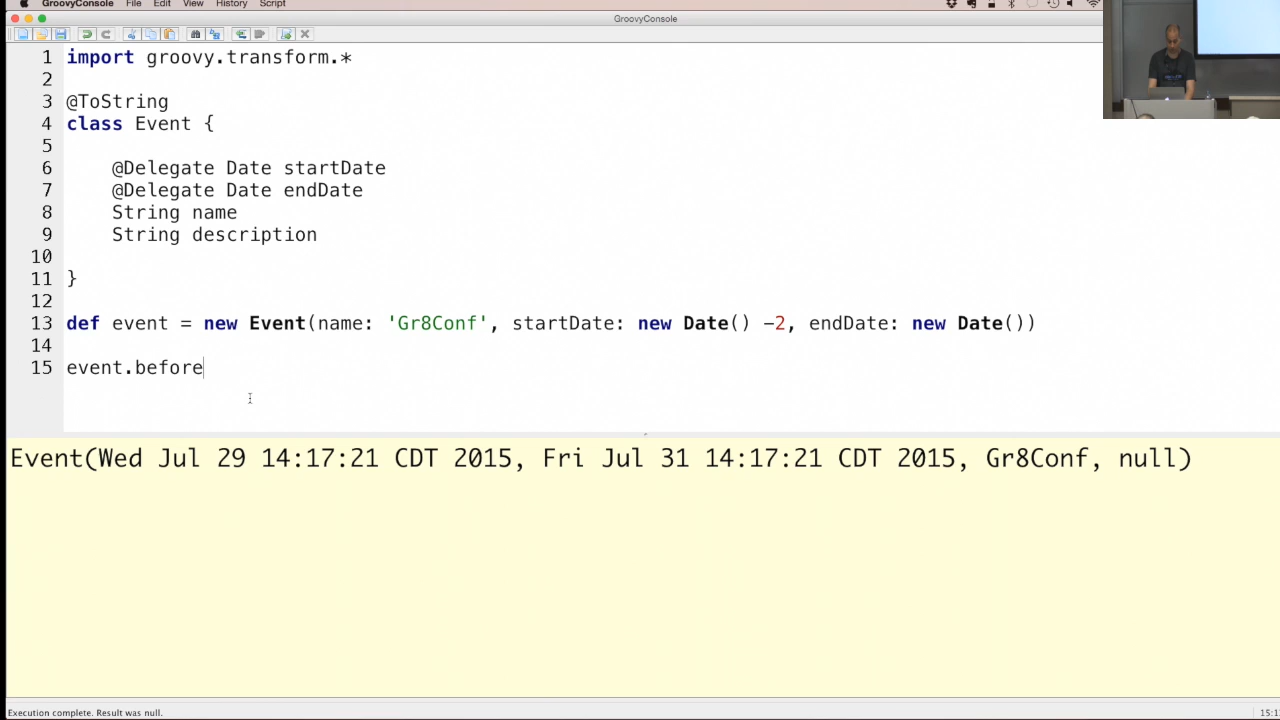 GroovyConsole File Edit View History Script
GroovyConsole
1 import groovy.transform.*
2
3 @ToString
4 class Event {
5
6 @Delegate Date startDate
7 @Delegate Date endDate
8 String name
9 String description
10
11 }
12
13 def event = new Event(name: 'Gr8Conf', startDate: new Date() -2, endDate: new Date())
14
15 event.before
Event(Wed Jul 29 14:17:21 CDT 2015, Fri Jul 31 14:17:21 CDT 2015, Gr8Conf, null)
Execution complete. Result was null.